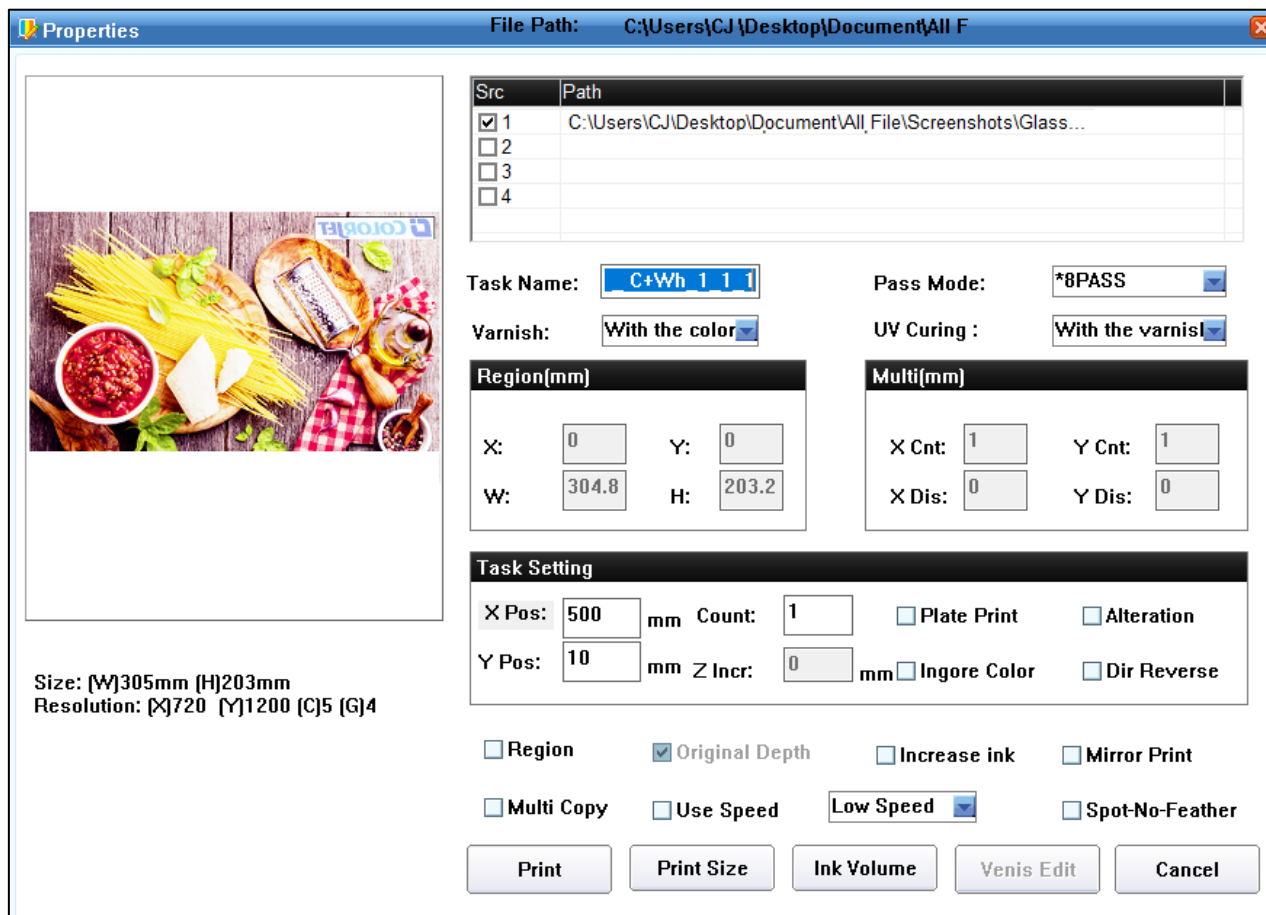 Properties
File Path: C:\Users\CJ\Desktop\Document\All F
Src Path
1 C:\Users\CJ\Desktop\Document\All_File\Screenshots\Glass...
2
3
4
COLORJET
Task Name: _ C+Wh_1_1_1
Pass Mode: *8PASS
Varnish: With the color
UV Curing : With the varnish
Region(mm)
X: 0 Y: 0
W: 304.8 H: 203.2
Multi(mm)
X Cnt: 1 Y Cnt: 1
X Dis: 0 Y Dis: 0
Task Setting
X Pos: 500 mm Count: 1 Plate Print Alteration
Y Pos: 10 mm Z Incr: 0 mm Ingore Color Dir Reverse
Size: (W)305mm (H)203mm
Resolution: (X)720 (Y)1200 (C)5 (G)4
Region Original Depth Increase ink Mirror Print
Multi Copy Use Speed Low Speed Spot-No-Feather
Print Print Size Ink Volume Venis Edit Cancel